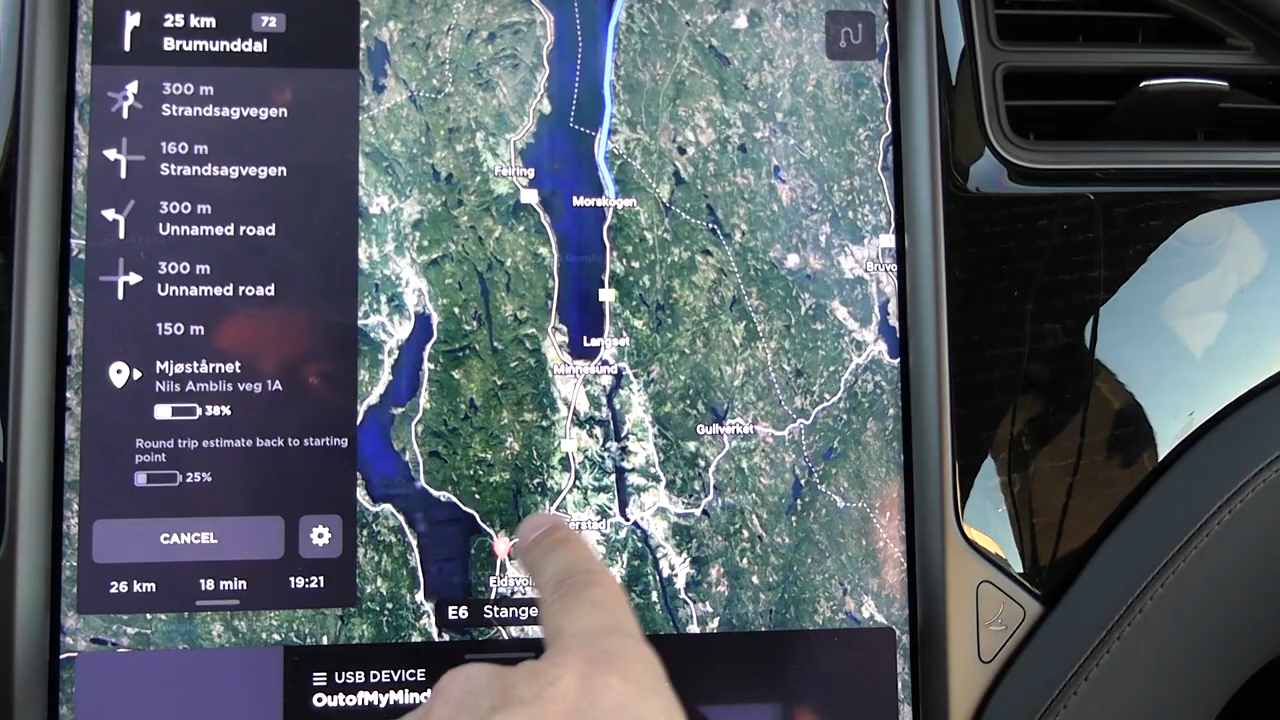 25 km 72
Brumunddal
300 m
Strandsagvegen
160 m
Strandsagvegen
300 m
Unnamed road
300 m
Unnamed road
150 m
Mjøstårnet
Nils Amblis veg 1A
38%
Round trip estimate back to starting
point
25%
CANCEL
26 km 18 min 19:21
Feiring
Morskogen
Google
Bruvo
Langset
Minnesund
Gullverket
erstad
Eidsvoll
E6 Stange
USB DEVICE
OutofMyMind